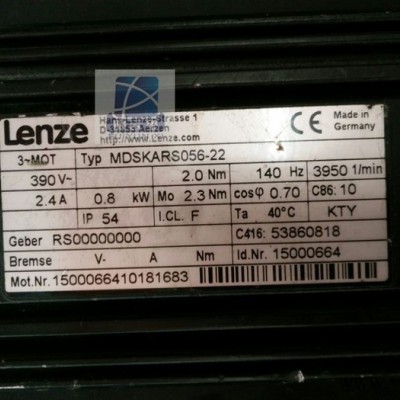 Lenze
Hans-Lenze-Strasse 1
D-31855 Aerzen
http://www.Lenze.com
CE
Made in
Germany
3~MOT Typ MDSKARS056-22
390 V~ 2.0 Nm 140 Hz 3950 1/min
2.4 A 0.8 kW Mo 2.3 Nm cosφ 0.70 C86: 10
IP 54 I.CL. F Ta 40°C KTY
Geber RS00000000 C416: 53860818
Bremse V- A Nm Id.Nr. 15000664
Mot.Nr. 1500066410181683